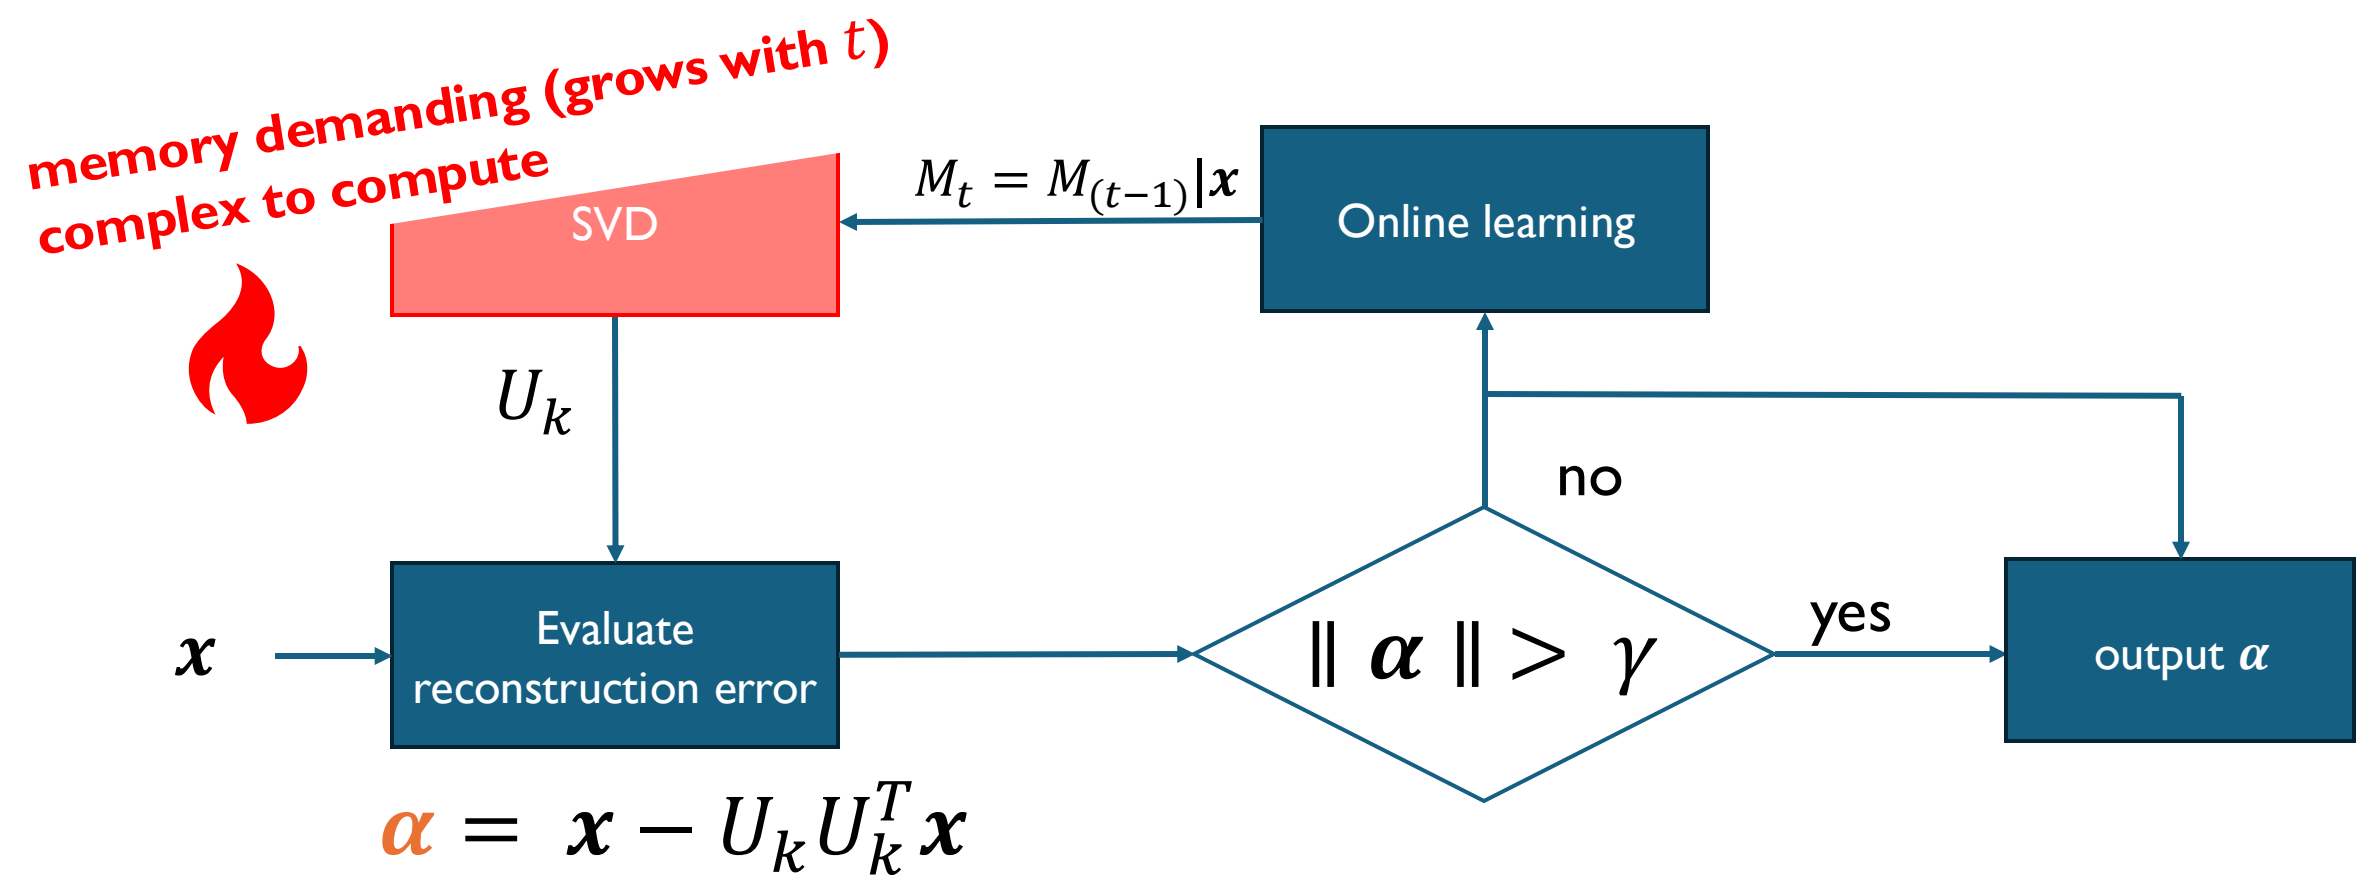 memory demanding (grows with t)
complex to compute
SVD
M_t = M_(t−1)|x
Online learning
U_k
no
x
Evaluate
reconstruction error
‖ α ‖ > γ
yes
output α
α = x − U_k U_k^T x